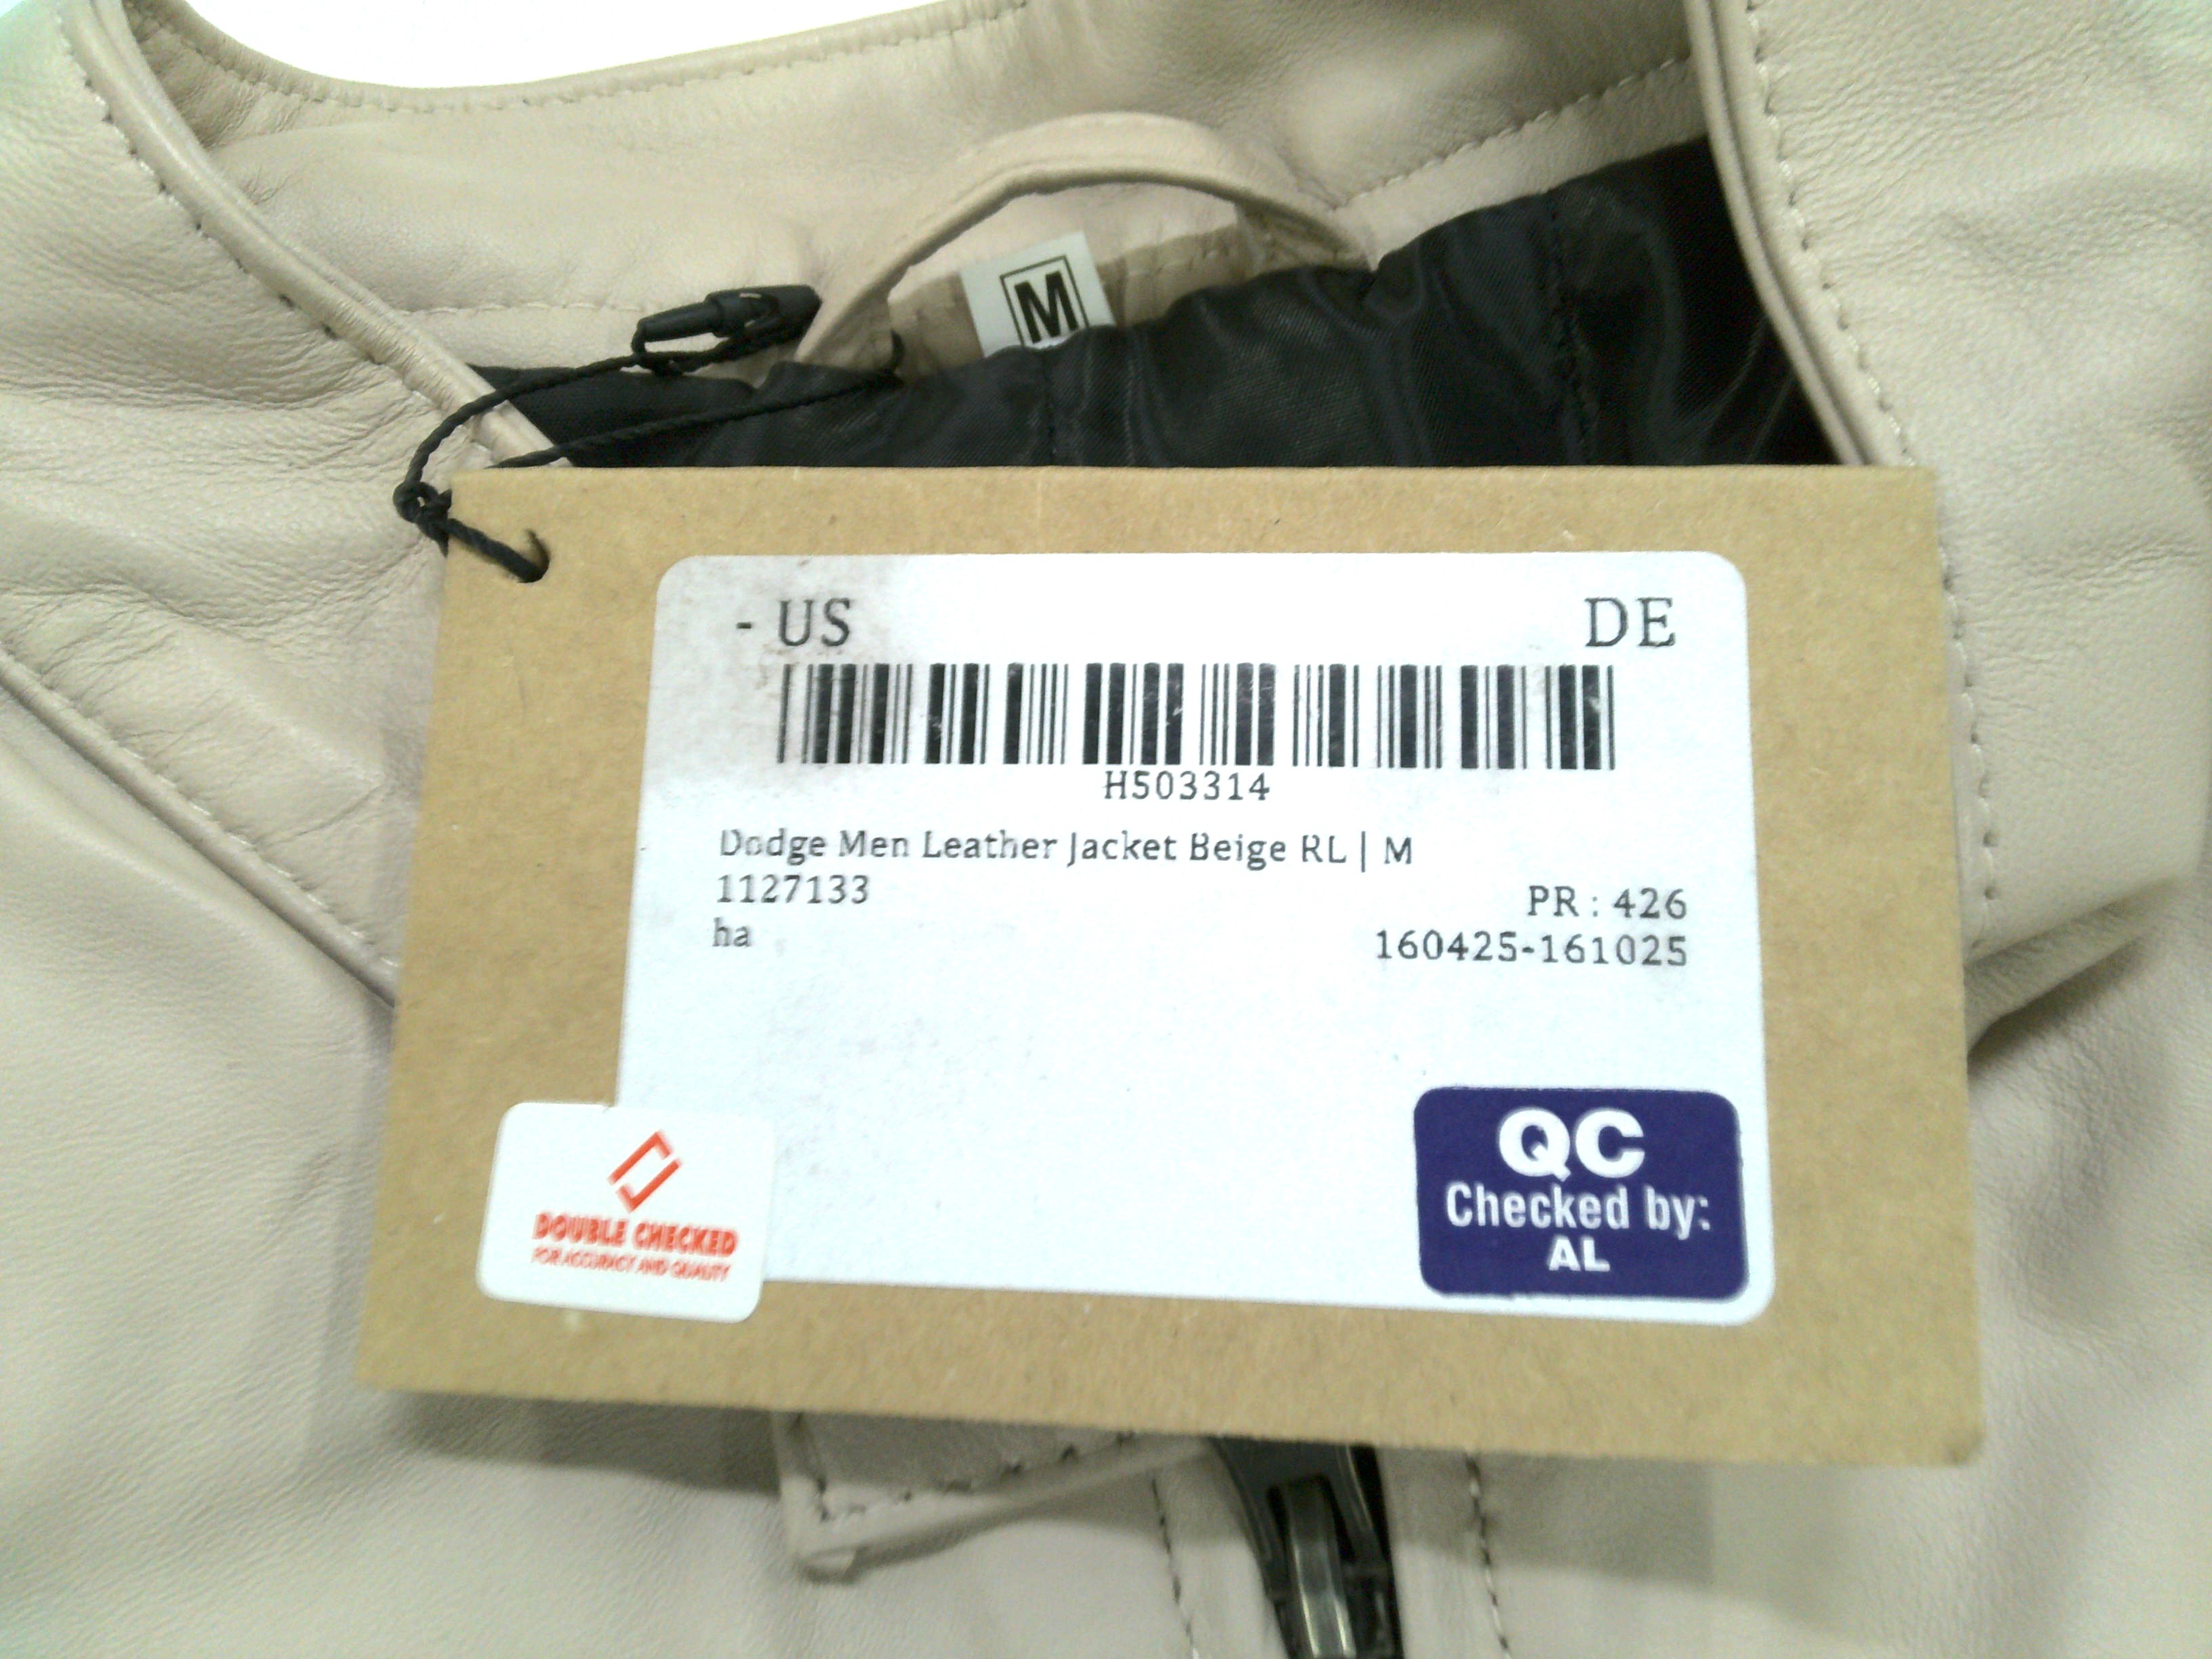 M
- US DE
H503314
Dodge Men Leather Jacket Beige RL | M
1127133
PR : 426
ha
160425-161025
DOUBLE CHECKED
FOR ACCURACY AND QUALITY
QC
Checked by:
AL